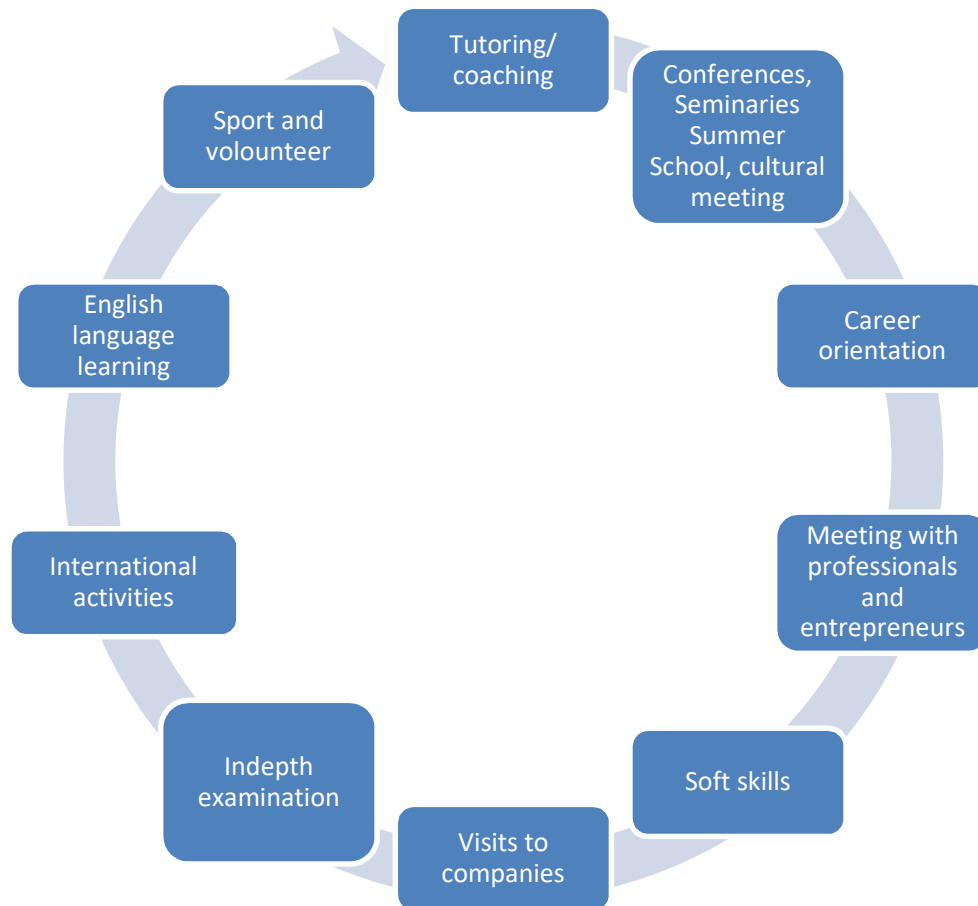 Tutoring/
coaching
Conferences,
Seminaries
Summer
School, cultural
meeting
Career
orientation
Meeting with
professionals
and
entrepreneurs
Soft skills
Visits to
companies
Indepth
examination
International
activities
English
language
learning
Sport and
volounteer